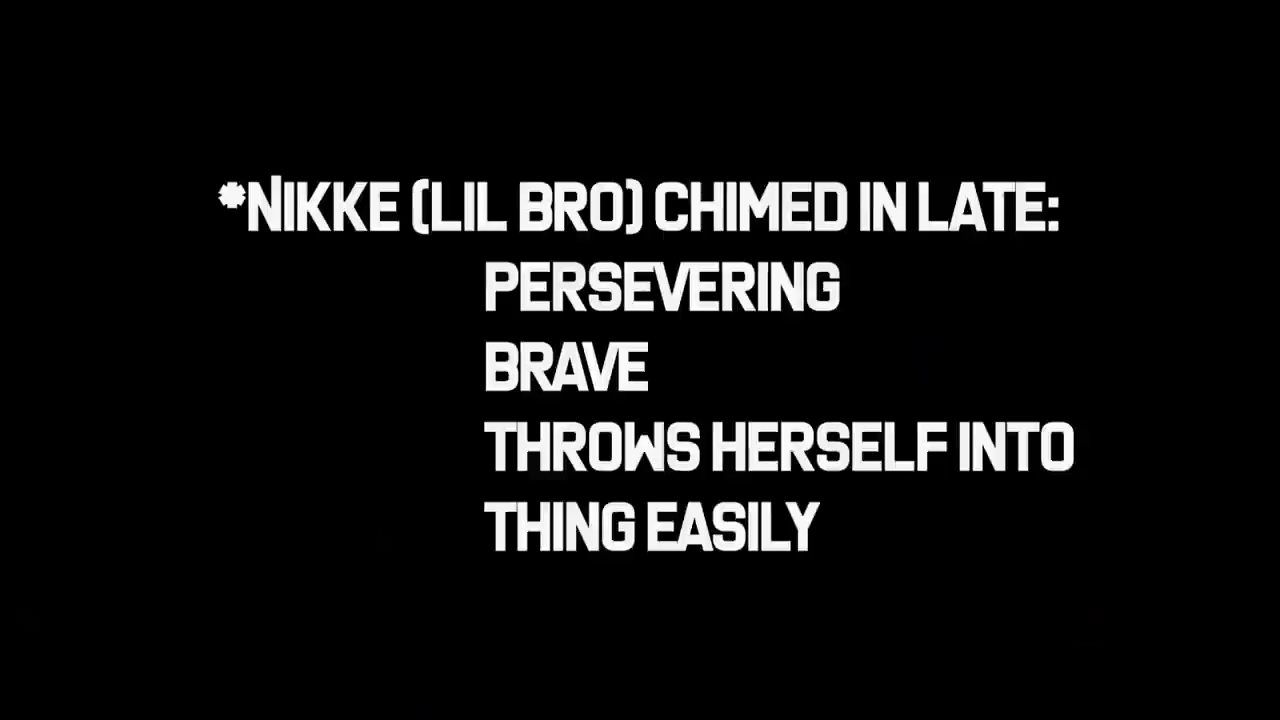 *NIKKE (LIL BRO) CHIMED IN LATE:
PERSEVERING
BRAVE
THROWS HERSELF INTO
THING EASILY